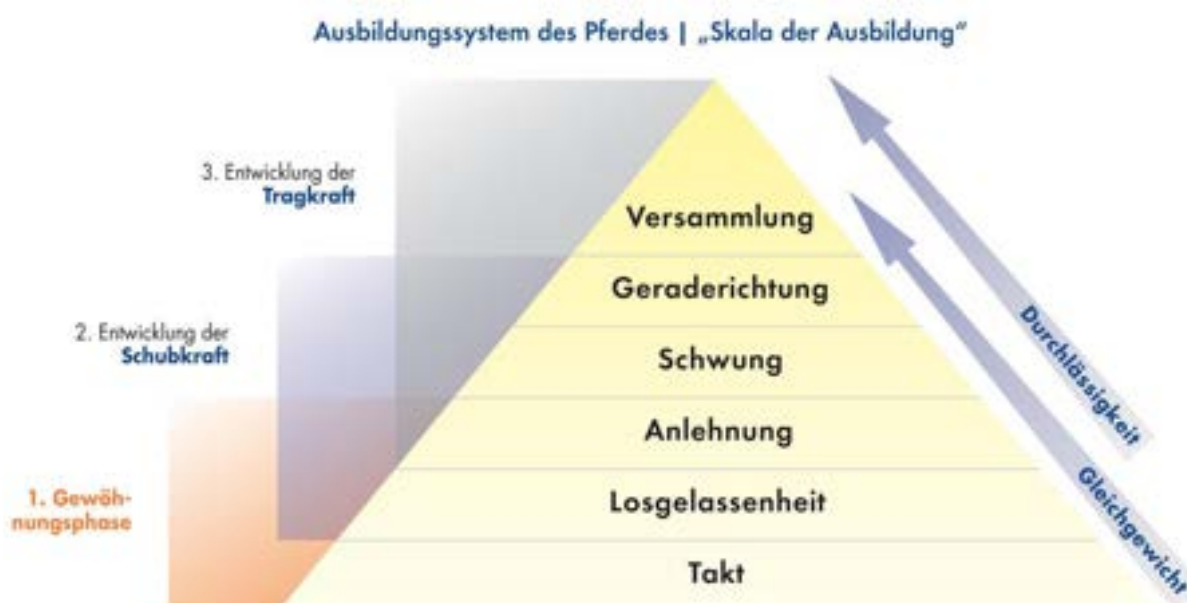 Ausbildungssystem des Pferdes | „Skala der Ausbildung“
3. Entwicklung der
Tragkraft
2. Entwicklung der
Schubkraft
1. Gewöh-
nungsphase
Versammlung
Geraderichtung
Schwung
Anlehnung
Losgelassenheit
Takt
Durchlässigkeit
Gleichgewicht